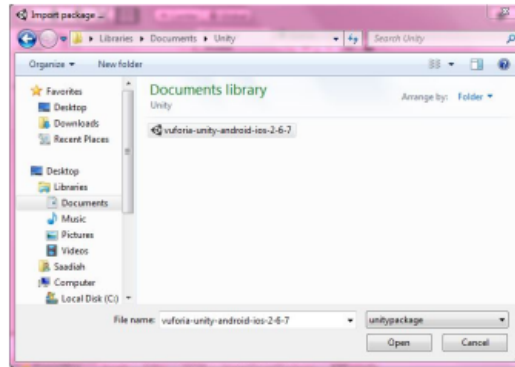 Import package ...
Libraries ▸ Documents ▸ Unity
Search Unity
Organize
New folder
Favorites
Desktop
Downloads
Recent Places
Desktop
Libraries
Documents
Music
Pictures
Videos
Saadiah
Computer
Local Disk (C:)
Documents library
Unity
Arrange by: Folder
vuforia-unity-android-ios-2-6-7
File name: vuforia-unity-android-ios-2-6-7
unitypackage
Open
Cancel